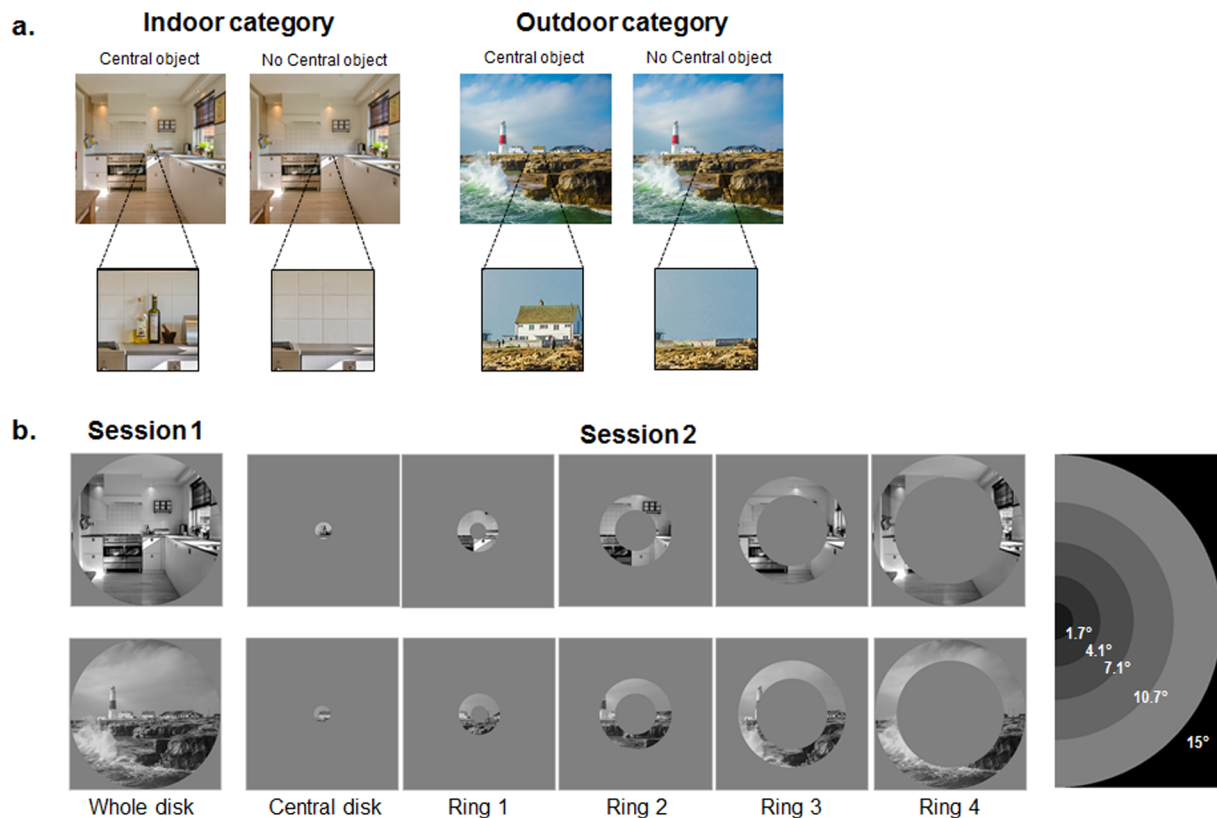 a.
Indoor category
Outdoor category
Central object
No Central object
Central object
No Central object
b.
Session 1
Session 2
1.7°
4.1°
7.1°
10.7°
15°
Whole disk
Central disk
Ring 1
Ring 2
Ring 3
Ring 4